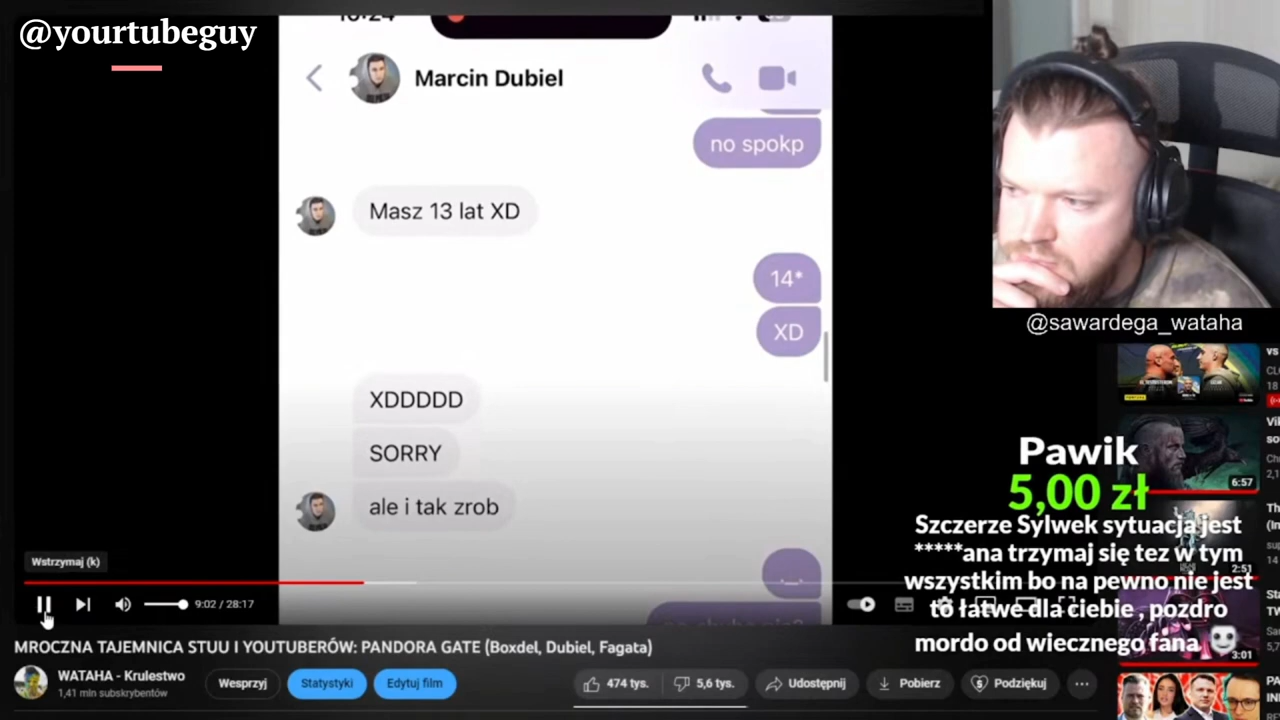 @yourtubeguy
Marcin Dubiel
no spokp
Masz 13 lat XD
14*
XD
XDDDDD
SORRY
ale i tak zrob
@sawardega_wataha
Pawik
5,00 zł
Szczerze Sylwek sytuacja jest
*****ana trzymaj się tez w tym
wszystkim bo na pewno nie jest
to łatwe dla ciebie , pozdro
mordo od wiecznego fana
6:57
2:51
3:01
Wstrzymaj (k)
9:02 / 28:17
MROCZNA TAJEMNICA STUU I YOUTUBERÓW: PANDORA GATE (Boxdel, Dubiel, Fagata)
WATAHA - Krulestwo
1,41 mln subskrybentów
Wesprzyj
Statystyki
Edytuj film
474 tys.
5,6 tys.
Udostępnij
Pobierz
Podziękuj